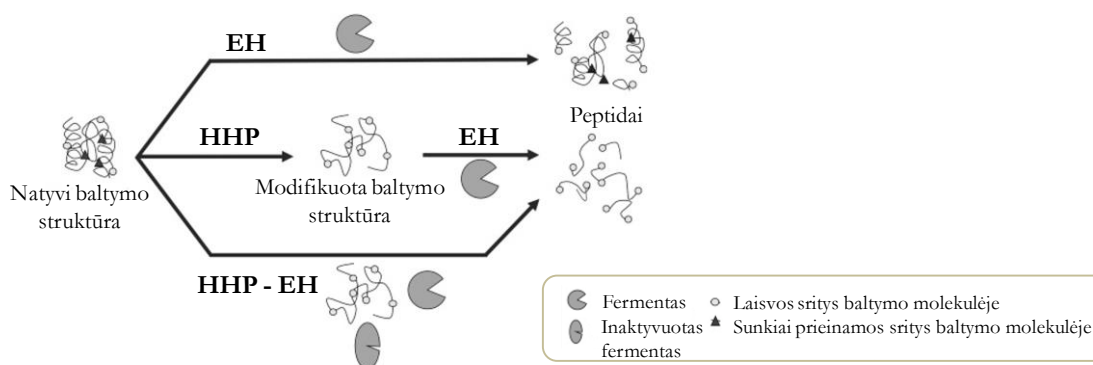 EH
Peptidai
HHP
EH
Natyvi baltymo
struktūra
Modifikuota baltymo
struktūra
HHP - EH
Fermentas
Laisvos sritys baltymo molekulėje
Inaktyvuotas
fermentas
Sunkiai prieinamos sritys baltymo molekulėje